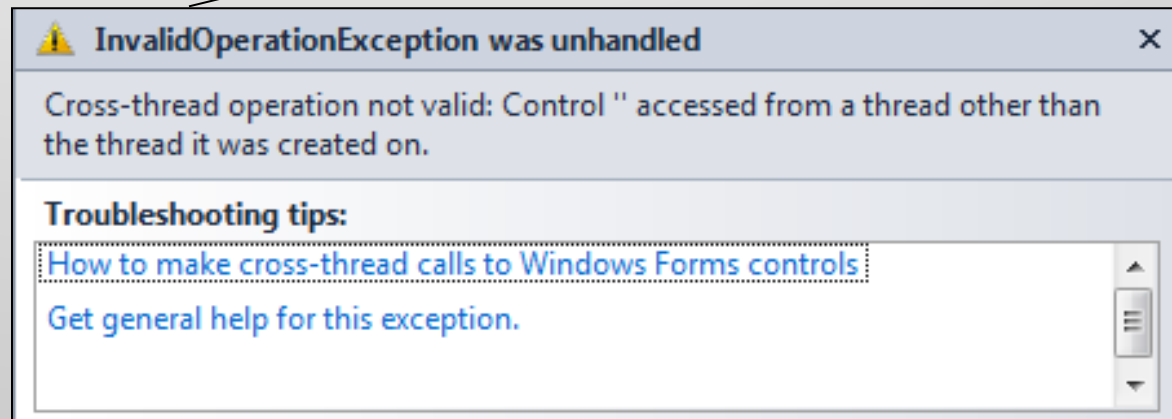 InvalidOperationException was unhandled
Cross-thread operation not valid: Control '' accessed from a thread other than
the thread it was created on.
Troubleshooting tips:
How to make cross-thread calls to Windows Forms controls
Get general help for this exception.